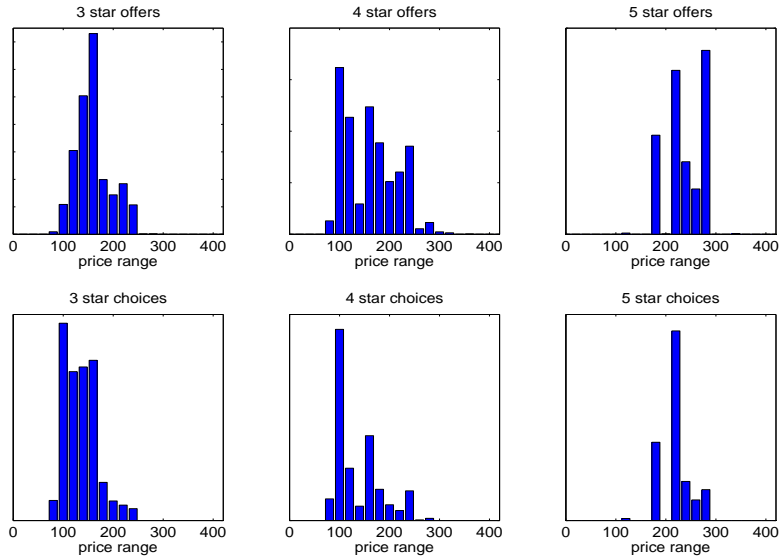 3 star offers
4 star offers
5 star offers
0 100 200 300 400
0 100 200 300 400
0 100 200 300 400
price range
price range
price range
3 star choices
4 star choices
5 star choices
0 100 200 300 400
0 100 200 300 400
0 100 200 300 400
price range
price range
price range